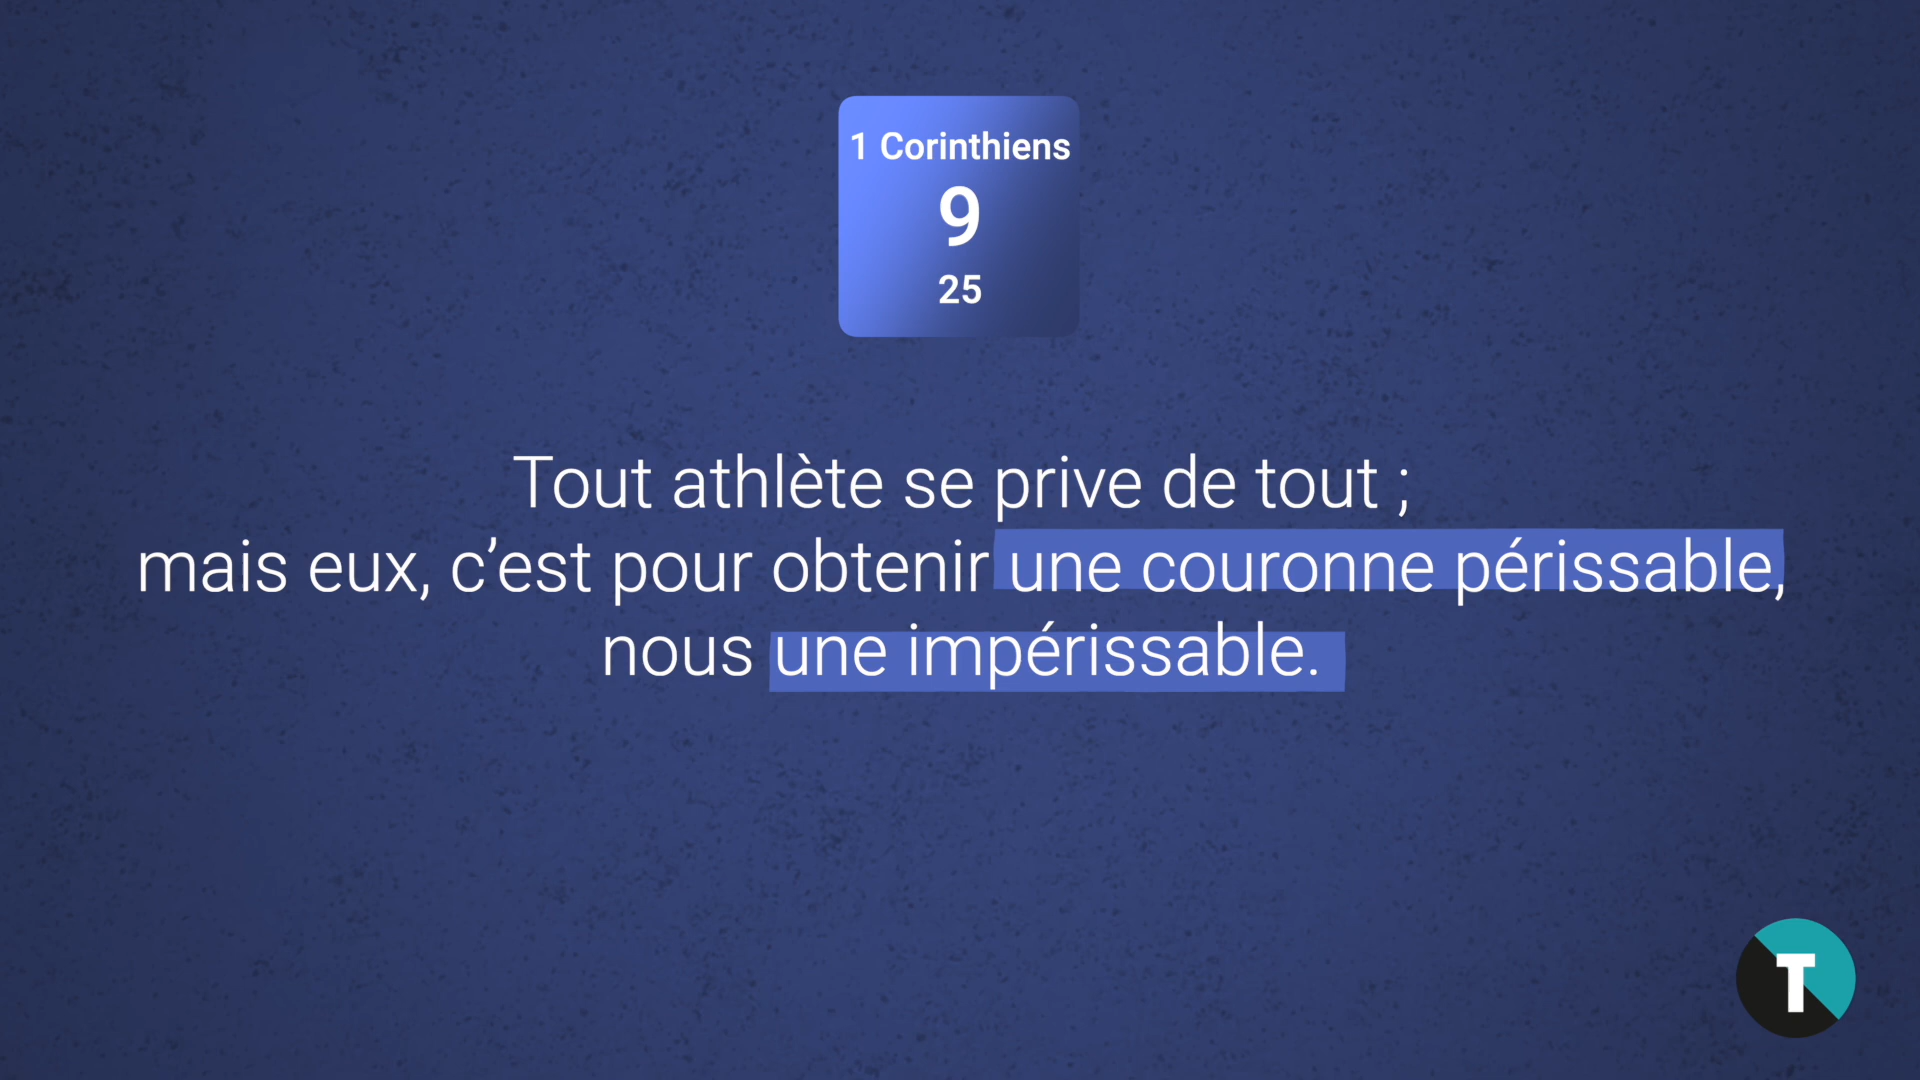 1 Corinthiens
9
25
Tout athlète se prive de tout ;
mais eux, c’est pour obtenir une couronne périssable,
nous une impérissable.
T